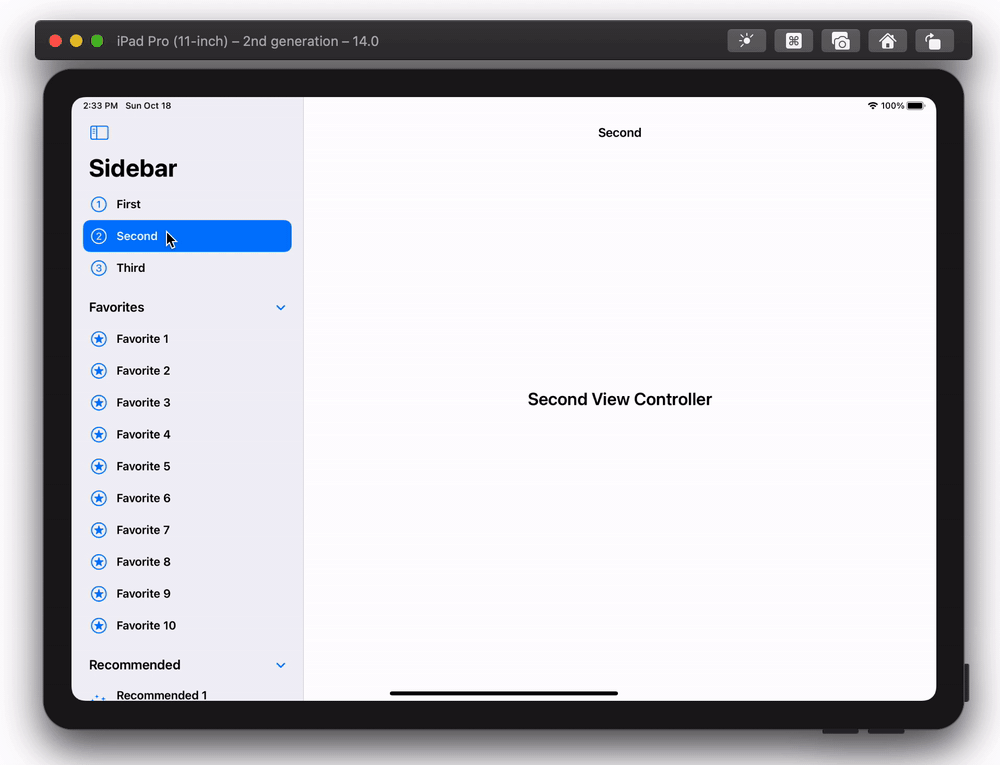 iPad Pro (11-inch) – 2nd generation – 14.0
2:33 PM Sun Oct 18
100%
Second
Sidebar
1 First
2 Second
3 Third
Favorites
Favorite 1
Favorite 2
Favorite 3
Favorite 4
Favorite 5
Favorite 6
Favorite 7
Favorite 8
Favorite 9
Favorite 10
Recommended
Recommended 1
Second View Controller